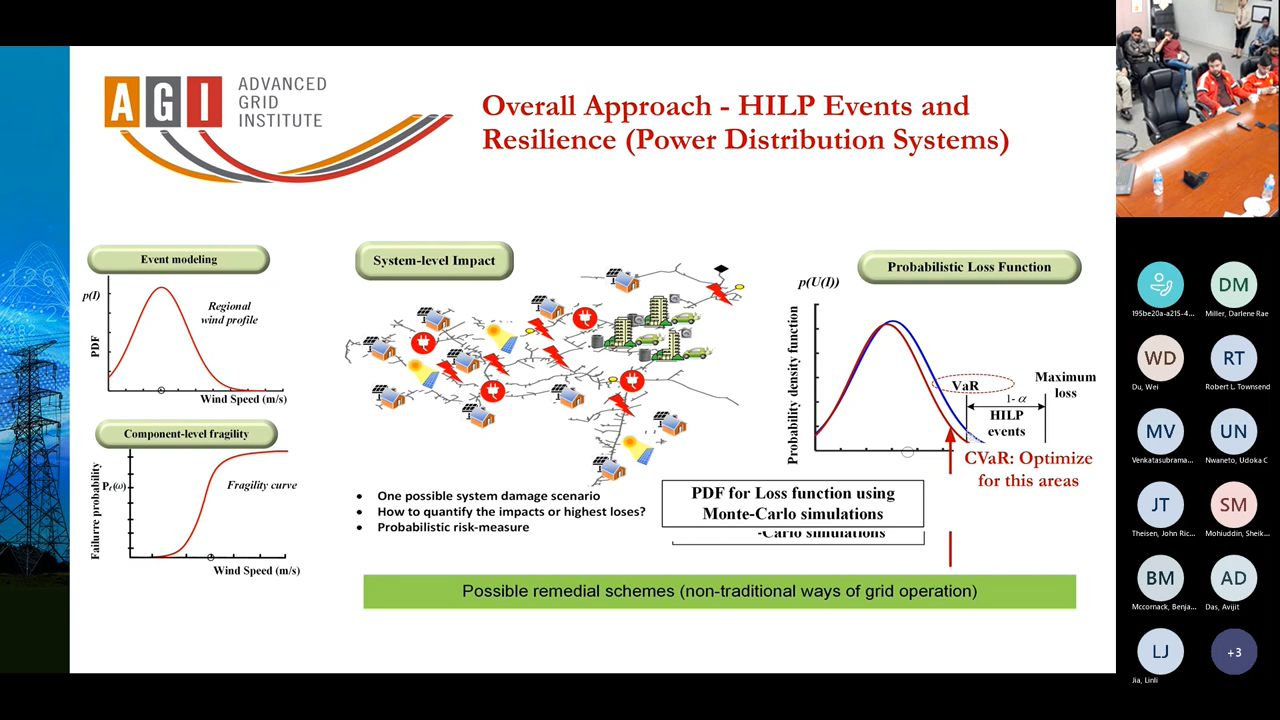 AGI
ADVANCED
GRID
INSTITUTE
Overall Approach - HILP Events and
Resilience (Power Distribution Systems)
Event modeling
p(I)
PDF
Regional
wind profile
Wind Speed (m/s)
Component-level fragility
Failure probability
Fragility curve
Wind Speed (m/s)
System-level Impact
• One possible system damage scenario
• How to quantify the impacts or highest loses?
• Probabilistic risk-measure
Probabilistic Loss Function
p(U(I))
Probability density function
VaR
Maximum
loss
1- α
HILP
events
CVaR: Optimize
for this areas
PDF for Loss function using
Monte-Carlo simulations
-Carlo simulations
Possible remedial schemes (non-traditional ways of grid operation)
195be20a-a215-4...
DM
Miller, Darlene Rae
WD
Du, Wei
RT
Robert L. Townsend
MV
Venkatasubrama...
UN
Nwaneto, Udoka C
JT
Theisen, John Ric...
SM
Mohiuddin, Sheik...
BM
Mccornack, Benja...
AD
Das, Avijit
LJ
Jia, Linli
+3